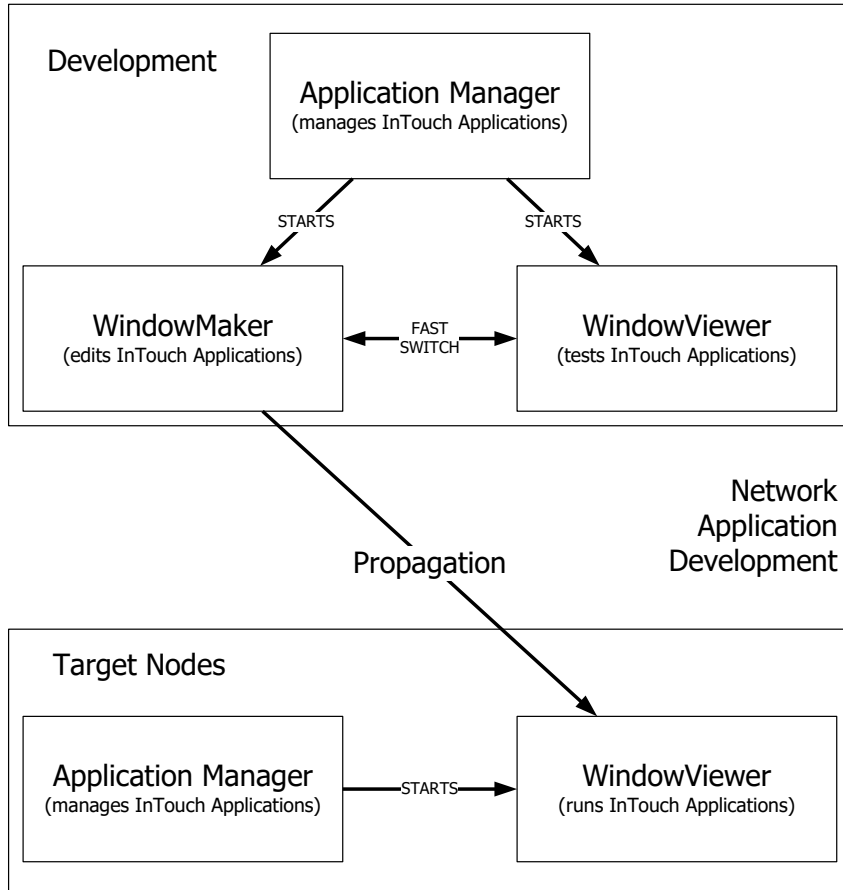 Development
Application Manager
(manages InTouch Applications)
STARTS
STARTS
WindowMaker
(edits InTouch Applications)
FAST
SWITCH
WindowViewer
(tests InTouch Applications)
Network
Application
Development
Propagation
Target Nodes
Application Manager
(manages InTouch Applications)
STARTS
WindowViewer
(runs InTouch Applications)